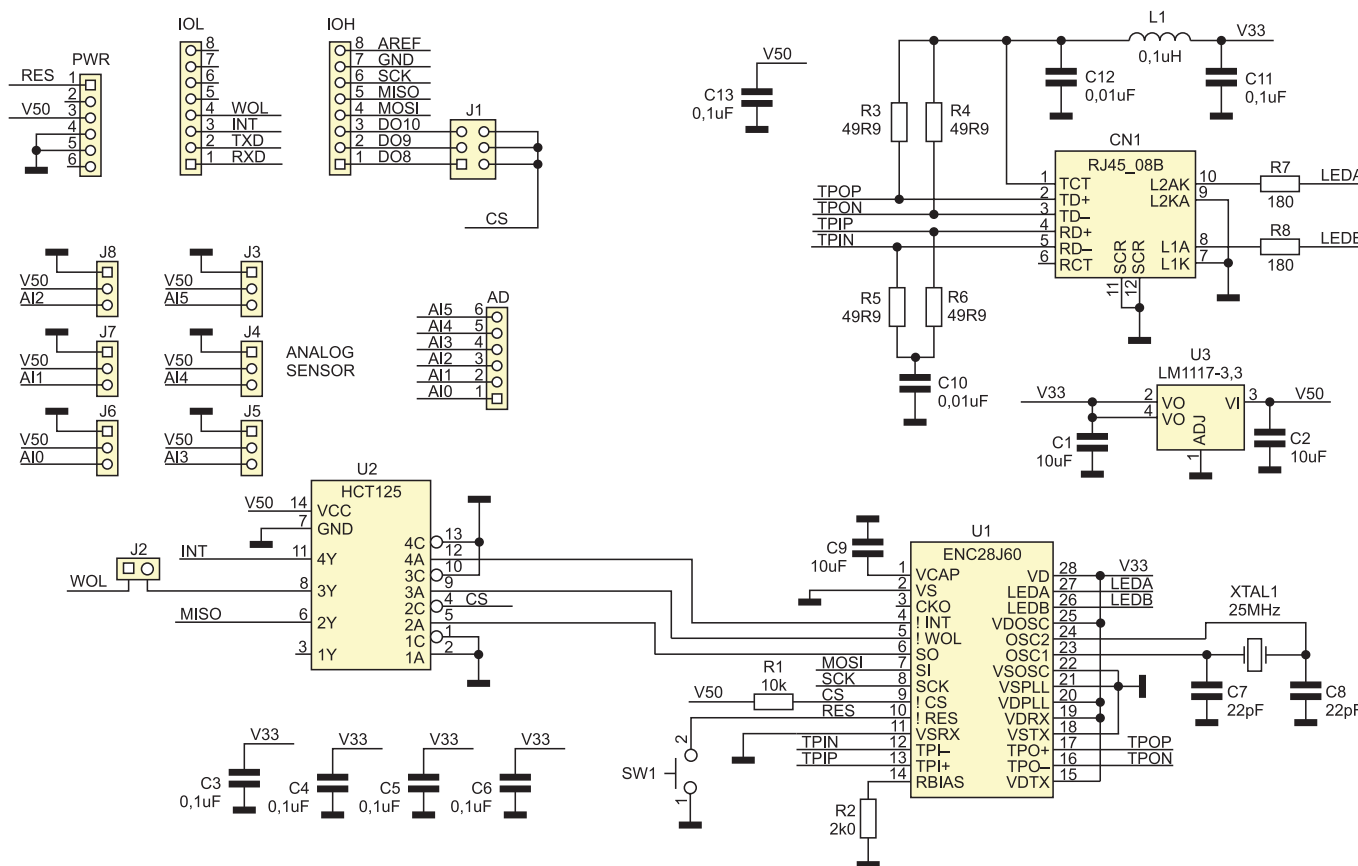 PWR
RES 1
2
V50 3
4
5
6
IOL
8
7
6
5
WOL 4
INT 3
TXD 2
RXD 1
IOH
8 AREF
7 GND
6 SCK
5 MISO
4 MOSI
3 DO10
2 DO9
1 DO8
J1
CS
V50
C13
0,1uF
L1
0,1uH
V33
C12
0,01uF
C11
0,1uF
R3
49R9
R4
49R9
CN1
RJ45_08B
1 TCT
TPOP 2 TD+
TPON 3 TD–
TPIP 4 RD+
TPIN 5 RD–
6 RCT
L2AK 10
L2KA 9
L1A 8
L1K 7
SCR 11
SCR 12
R7
180
LEDA
R8
180
LEDB
R5
49R9
R6
49R9
C10
0,01uF
J8
V50
AI2
J3
V50
AI5
J7
V50
AI1
J4
V50
AI4
J6
V50
AI0
J5
V50
AI3
ANALOG
SENSOR
AD
AI5 6
AI4 5
AI3 4
AI2 3
AI1 2
AI0 1
U3
LM1117-3,3
V33 2 VO
4 VO
VI 3 V50
ADJ 1
C1
10uF
C2
10uF
U2
HCT125
V50 14 VCC
7 GND
INT 11 4Y
8 3Y
MISO 6 2Y
3 1Y
4C 13
4A 12
3C 10
3A 9
2C 4 CS
2A 5
1C 1
1A 2
J2
WOL
C9
10uF
U1
ENC28J60
1 VCAP
2 VS
3 CKO
4 ! INT
5 ! WOL
6 SO
MOSI 7 SI
SCK 8 SCK
CS 9 ! CS
RES 10 ! RES
11 VSRX
TPIN 12 TPI–
TPIP 13 TPI+
14 RBIAS
VD 28 V33
LEDA 27 LEDA
LEDB 26 LEDB
VDOSC 25
OSC2 24
OSC1 23
VSOSC 22
VSPLL 21
VDPLL 20
VDRX 19
VSTX 18
TPO+ 17 TPOP
TPO– 16 TPON
VDTX 15
XTAL1
25MHz
C7
22pF
C8
22pF
V50
R1
10k
SW1
2
1
R2
2k0
V33
C3
0,1uF
V33
C4
0,1uF
V33
C5
0,1uF
V33
C6
0,1uF